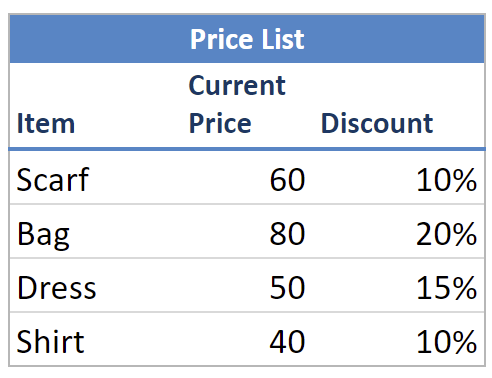 Price List
Current
Item Price Discount
Scarf 60 10%
Bag 80 20%
Dress 50 15%
Shirt 40 10%